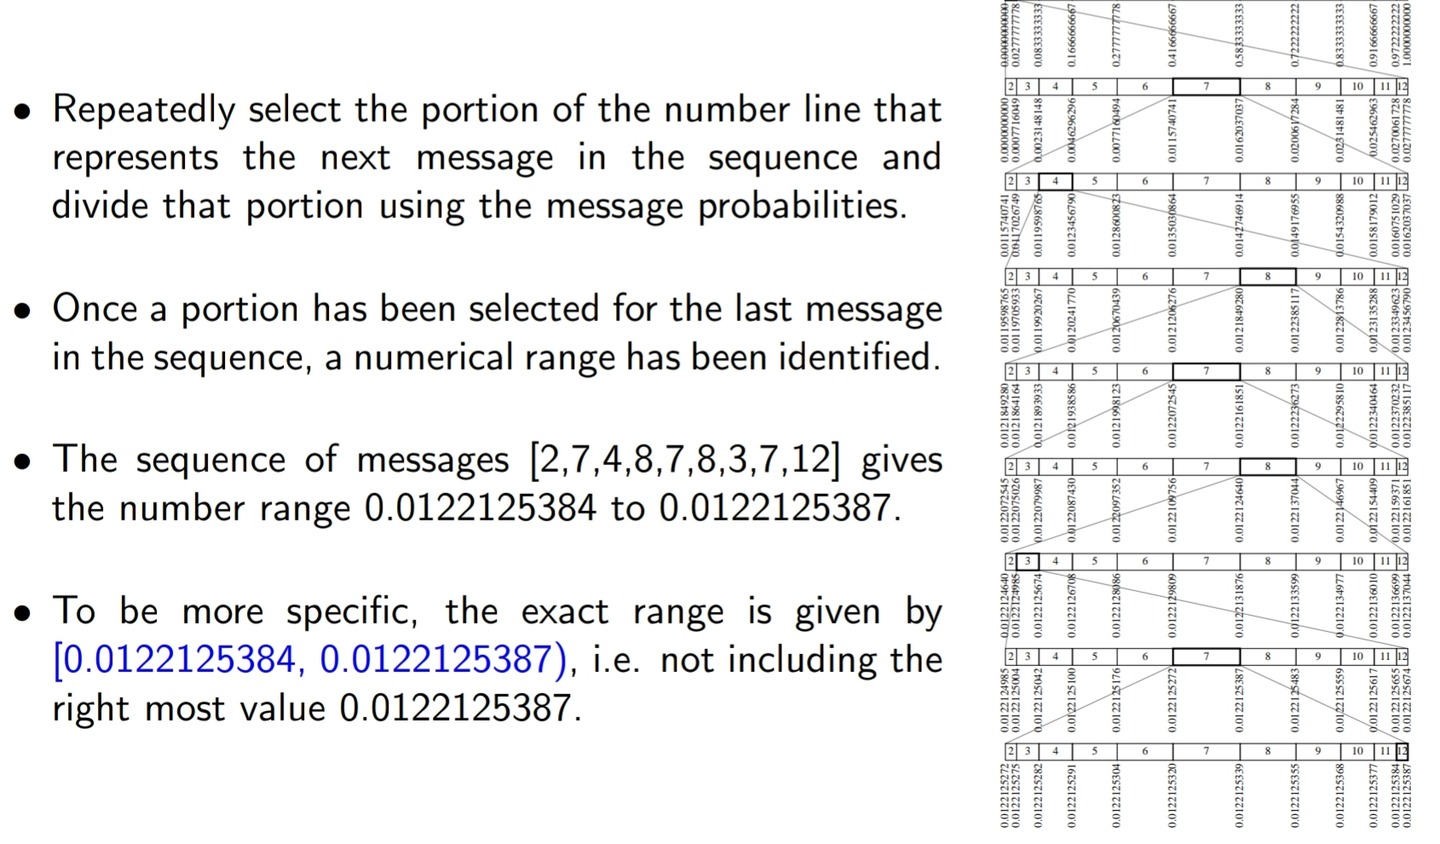 • Repeatedly select the portion of the number line that
represents the next message in the sequence and
divide that portion using the message probabilities.
• Once a portion has been selected for the last message
in the sequence, a numerical range has been identified.
• The sequence of messages [2,7,4,8,7,8,3,7,12] gives
the number range 0.0122125384 to 0.0122125387.
• To be more specific, the exact range is given by
[0.0122125384, 0.0122125387), i.e. not including the
right most value 0.0122125387.
0.0000000000 0.0277777778 0.0833333333 0.1666666667 0.2777777778 0.4166666667 0.5833333333 0.7222222222 0.8333333333 0.9166666667 0.9722222222 1.0000000000
2 3 4 5 6 7 8 9 10 11 12
0.0000000000 0.0007716049 0.0023148148 0.0046296296 0.0077160494 0.0115740741 0.0162037037 0.0200617284 0.0231481481 0.0254629630 0.0270061728 0.0277777778
2 3 4 5 6 7 8 9 10 11 12
0.0115740741 0.0117026749 0.0119598765 0.0123456790 0.0128600823 0.0135030864 0.0142746914 0.0149176955 0.0154320988 0.0158179012 0.0160751029 0.0162037037
2 3 4 5 6 7 8 9 10 11 12
0.0119598765 0.0119705933 0.0119920267 0.0120241770 0.0120670439 0.0121206276 0.0121849280 0.0122385117 0.0122813786 0.0123135288 0.0123349623 0.0123456790
2 3 4 5 6 7 8 9 10 11 12
0.0121849280 0.0121864164 0.0121893933 0.0121938586 0.0121998123 0.0122072545 0.0122161851 0.0122236273 0.0122295810 0.0122340464 0.0122370232 0.0122385117
2 3 4 5 6 7 8 9 10 11 12
0.0122072545 0.0122075026 0.0122079987 0.0122087430 0.0122097352 0.0122109756 0.0122124640 0.0122137044 0.0122146967 0.0122154409 0.0122159371 0.0122161851
2 3 4 5 6 7 8 9 10 11 12
0.0122124640 0.0122124985 0.0122125674 0.0122126708 0.0122128086 0.0122129809 0.0122131876 0.0122133599 0.0122134977 0.0122136010 0.0122136699 0.0122137044
2 3 4 5 6 7 8 9 10 11 12
0.0122124985 0.0122125004 0.0122125042 0.0122125100 0.0122125176 0.0122125272 0.0122125387 0.0122125483 0.0122125559 0.0122125617 0.0122125655 0.0122125674
2 3 4 5 6 7 8 9 10 11 12
0.0122125272 0.0122125275 0.0122125282 0.0122125291 0.0122125304 0.0122125320 0.0122125339 0.0122125355 0.0122125368 0.0122125377 0.0122125384 0.0122125387